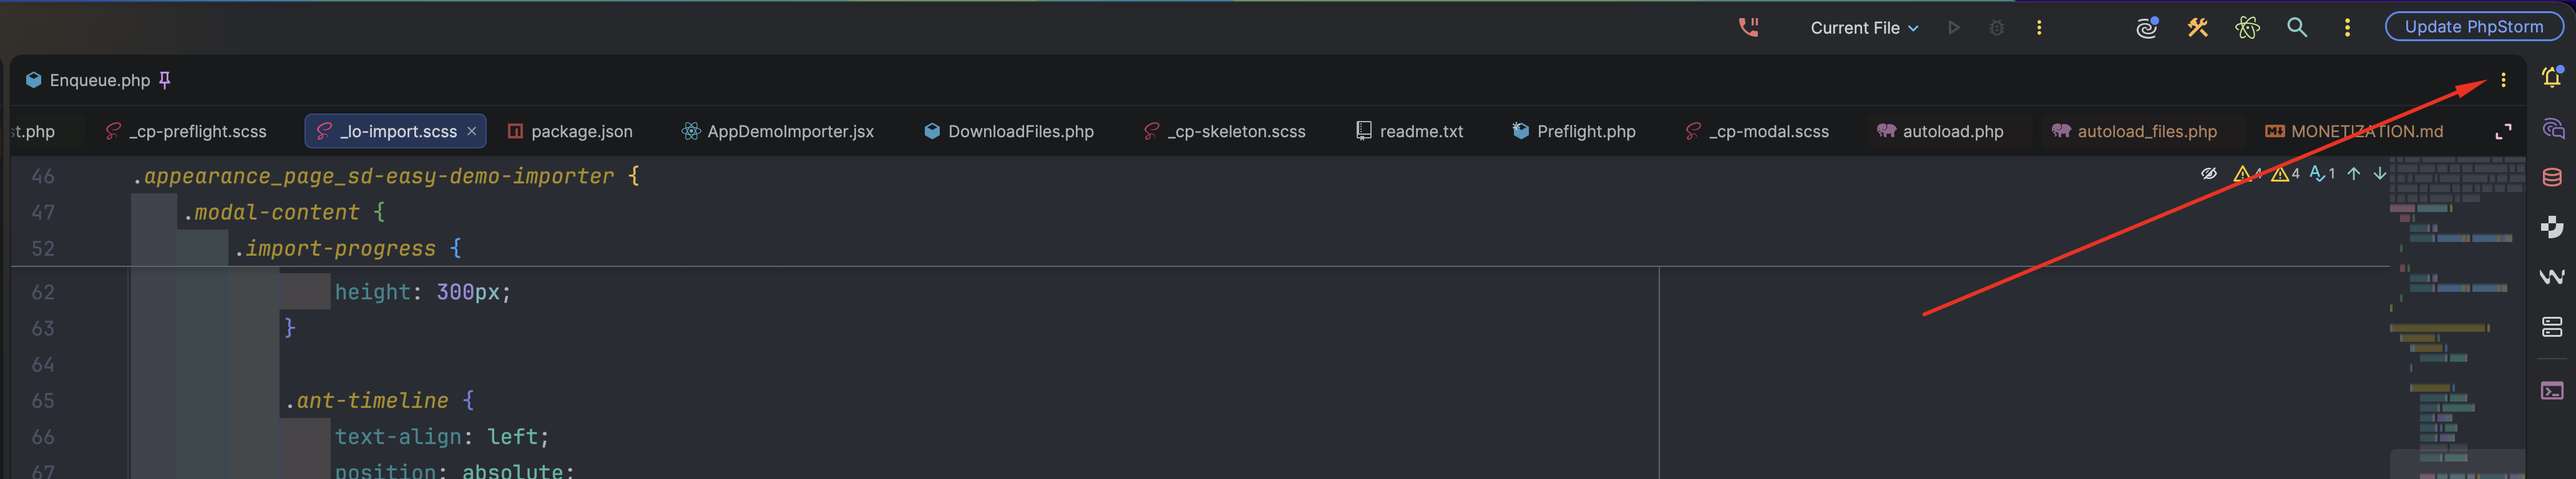 Current File
Update PhpStorm
Enqueue.php
st.php _cp-preflight.scss _lo-import.scss package.json AppDemoImporter.jsx DownloadFiles.php _cp-skeleton.scss readme.txt Preflight.php _cp-modal.scss autoload.php autoload_files.php MONETIZATION.md
46 .appearance_page_sd-easy-demo-importer {
4 4 1
47 .modal-content {
52 .import-progress {
62 height: 300px;
63 }
64
65 .ant-timeline {
66 text-align: left;
67 position: absolute;